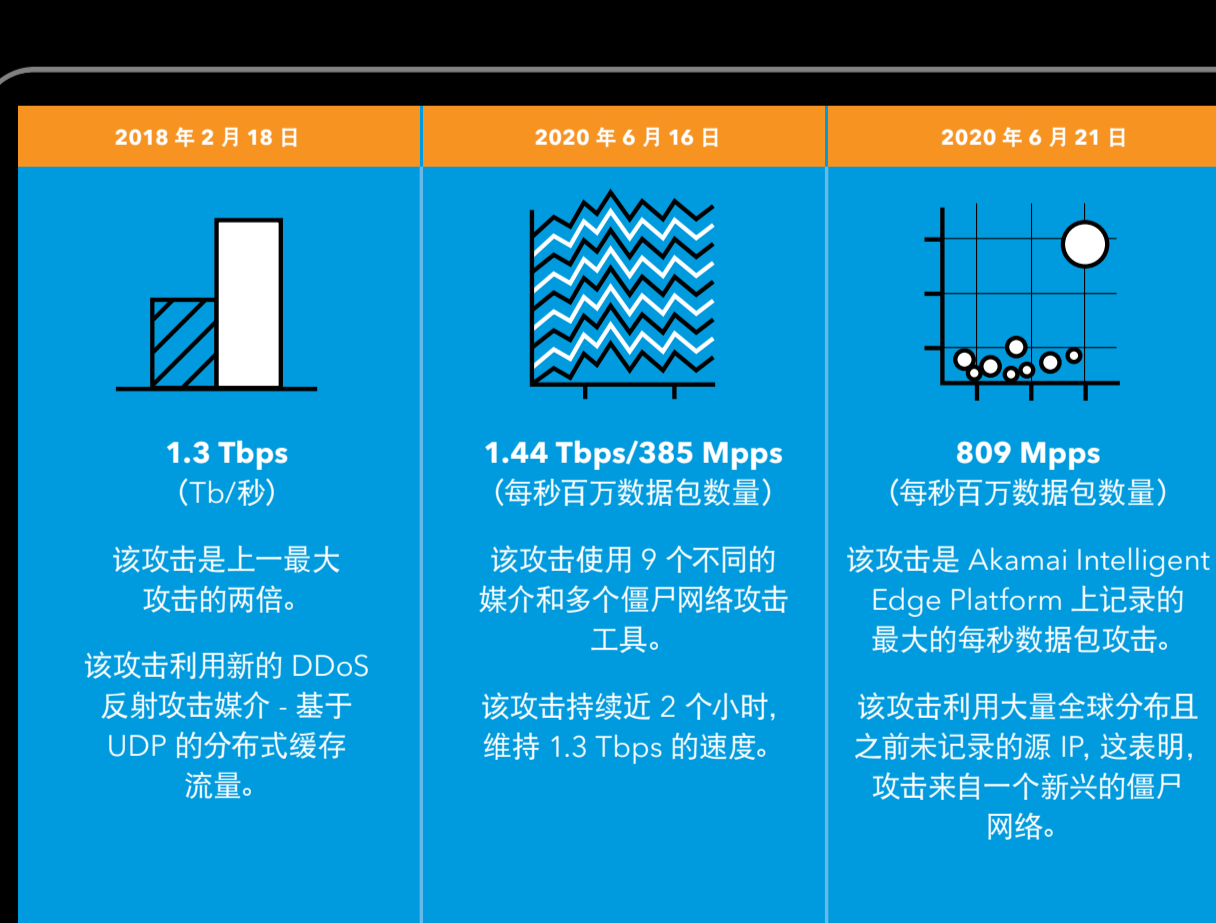 2018 年 2 月 18 日
1.3 Tbps
（Tb/秒）
该攻击是上一最大
攻击的两倍。
该攻击利用新的 DDoS
反射攻击媒介 - 基于
UDP 的分布式缓存
流量。
2020 年 6 月 16 日
1.44 Tbps/385 Mpps
（每秒百万数据包数量）
该攻击使用 9 个不同的
媒介和多个僵尸网络攻击
工具。
该攻击持续近 2 个小时,
维持 1.3 Tbps 的速度。
2020 年 6 月 21 日
809 Mpps
（每秒百万数据包数量）
该攻击是 Akamai Intelligent
Edge Platform 上记录的
最大的每秒数据包攻击。
该攻击利用大量全球分布且
之前未记录的源 IP, 这表明,
攻击来自一个新兴的僵尸
网络。